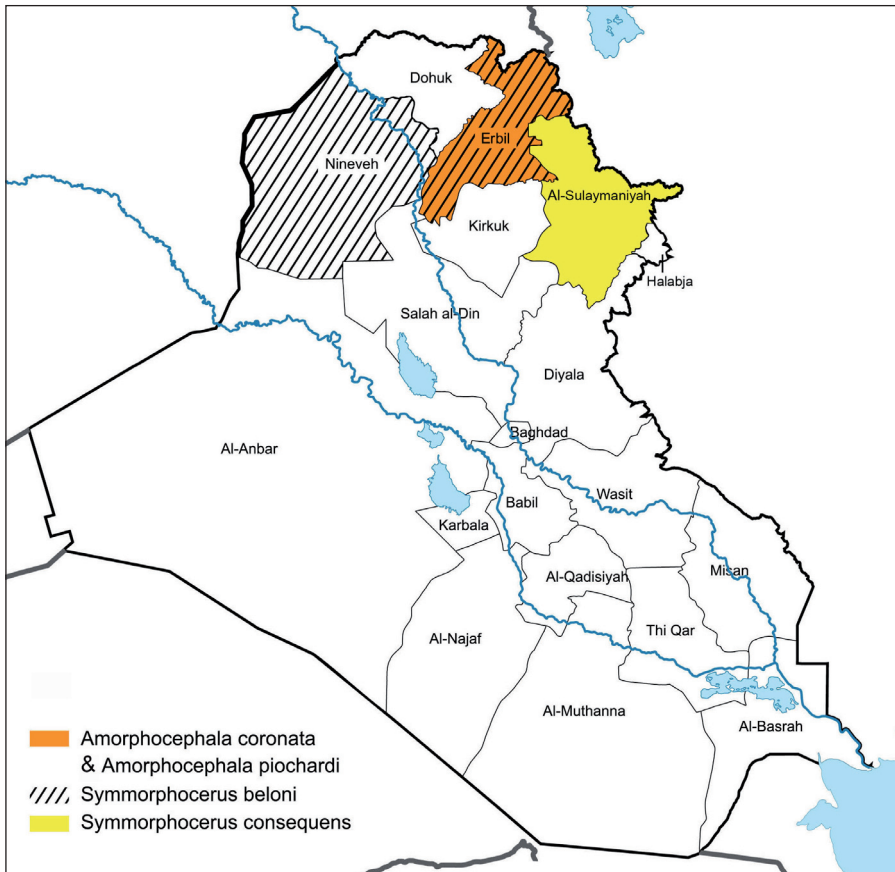 Dohuk
Erbil
Nineveh
Al-Sulaymaniyah
Kirkuk
Halabja
Salah al-Din
Diyala
Baghdad
Al-Anbar
Wasit
Babil
Karbala
Misan
Al-Qadisiyah
Thi Qar
Al-Najaf
Al-Muthanna
Al-Basrah
Amorphocephala coronata
& Amorphocephala piochardi
Symmorphocerus beloni
Symmorphocerus consequens